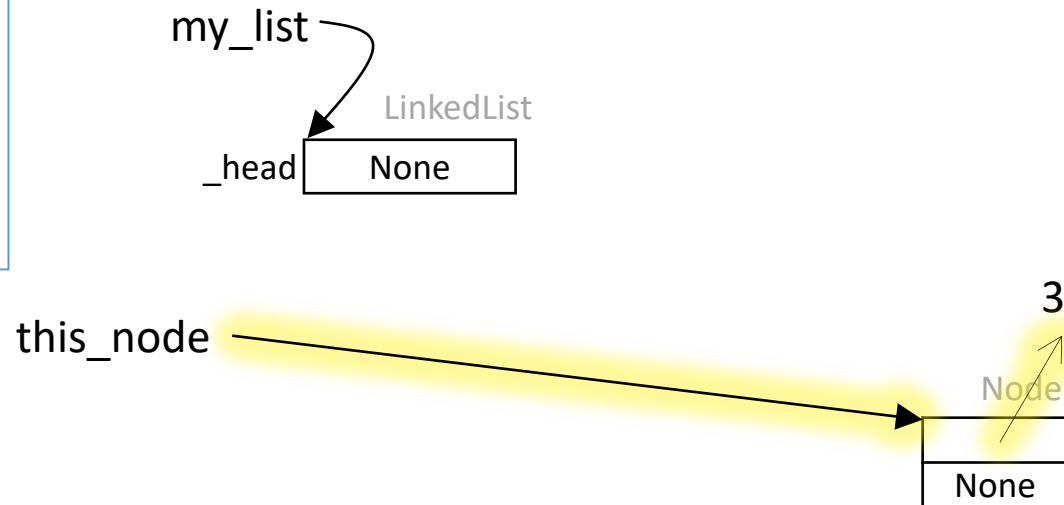 my_list
LinkedList
_head None
3
this_node
Node
None